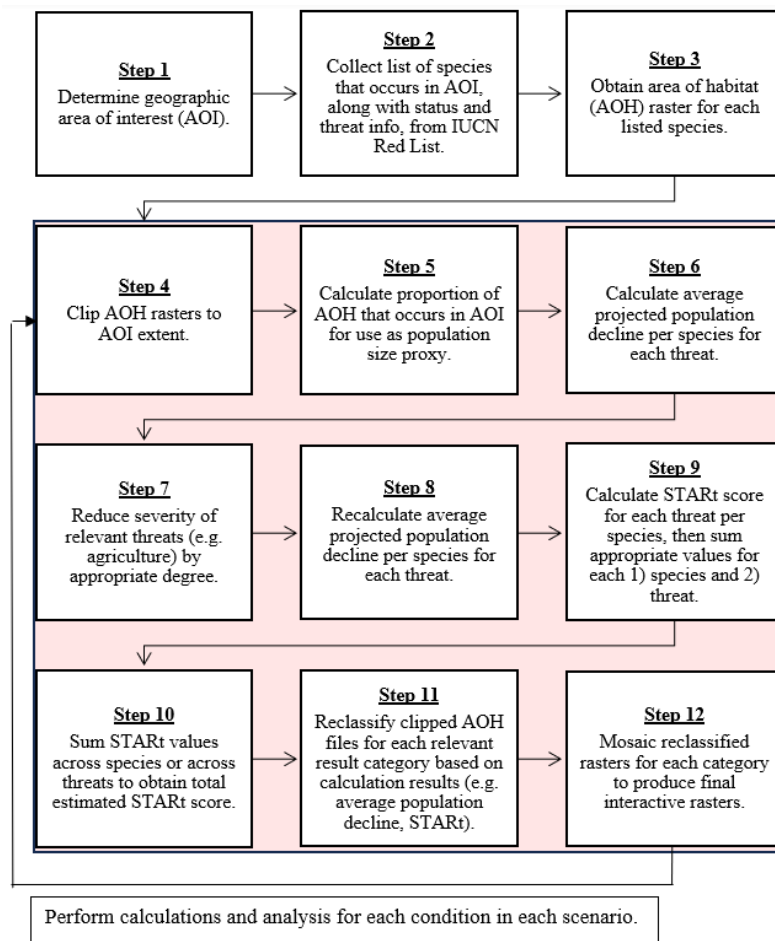 Step 1
Determine geographic
area of interest (AOI).
Step 2
Collect list of species
that occurs in AOI,
along with status and
threat info, from IUCN
Red List.
Step 3
Obtain area of habitat
(AOH) raster for each
listed species.
Step 4
Clip AOH rasters to
AOI extent.
Step 5
Calculate proportion of
AOH that occurs in AOI
for use as population
size proxy.
Step 6
Calculate average
projected population
decline per species for
each threat.
Step 7
Reduce severity of
relevant threats (e.g.
agriculture) by
appropriate degree.
Step 8
Recalculate average
projected population
decline per species for
each threat.
Step 9
Calculate STARt score
for each threat per
species, then sum
appropriate values for
each 1) species and 2)
threat.
Step 10
Sum STARt values
across species or across
threats to obtain total
estimated STARt score.
Step 11
Reclassify clipped AOH
files for each relevant
result category based on
calculation results (e.g.
average population
decline, STARt).
Step 12
Mosaic reclassified
rasters for each category
to produce final
interactive rasters.
Perform calculations and analysis for each condition in each scenario.